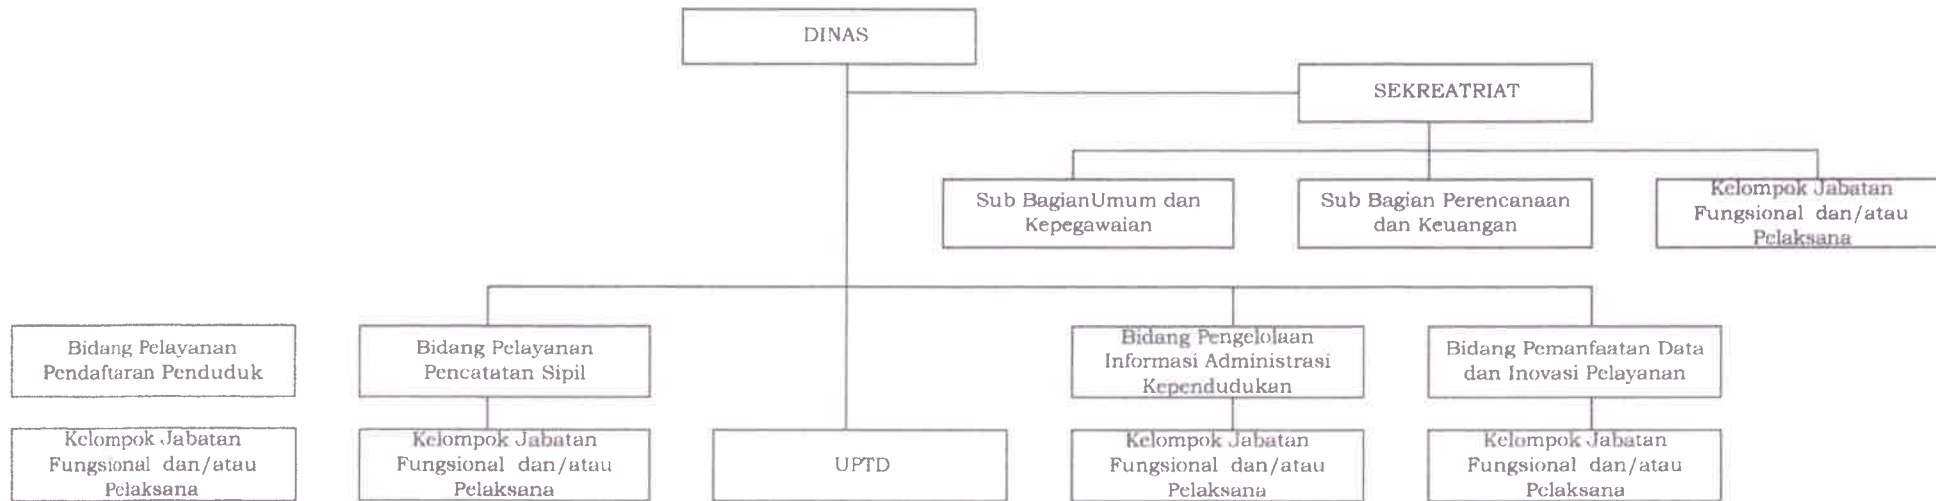 DINAS
SEKREATRIAT
Sub BagianUmum dan
Kepegawaian
Sub Bagian Perencanaan
dan Keuangan
Kelompok Jabatan
Fungsional dan/atau
Pelaksana
Bidang Pelayanan
Pendaftaran Penduduk
Bidang Pelayanan
Pencatatan Sipil
Bidang Pengelolaan
Informasi Administrasi
Kependudukan
Bidang Pemanfaatan Data
dan Inovasi Pelayanan
Kelompok Jabatan
Fungsional dan/atau
Pelaksana
Kelompok Jabatan
Fungsional dan/atau
Pelaksana
UPTD
Kelompok Jabatan
Fungsional dan/atau
Pelaksana
Kelompok Jabatan
Fungsional dan/atau
Pelaksana